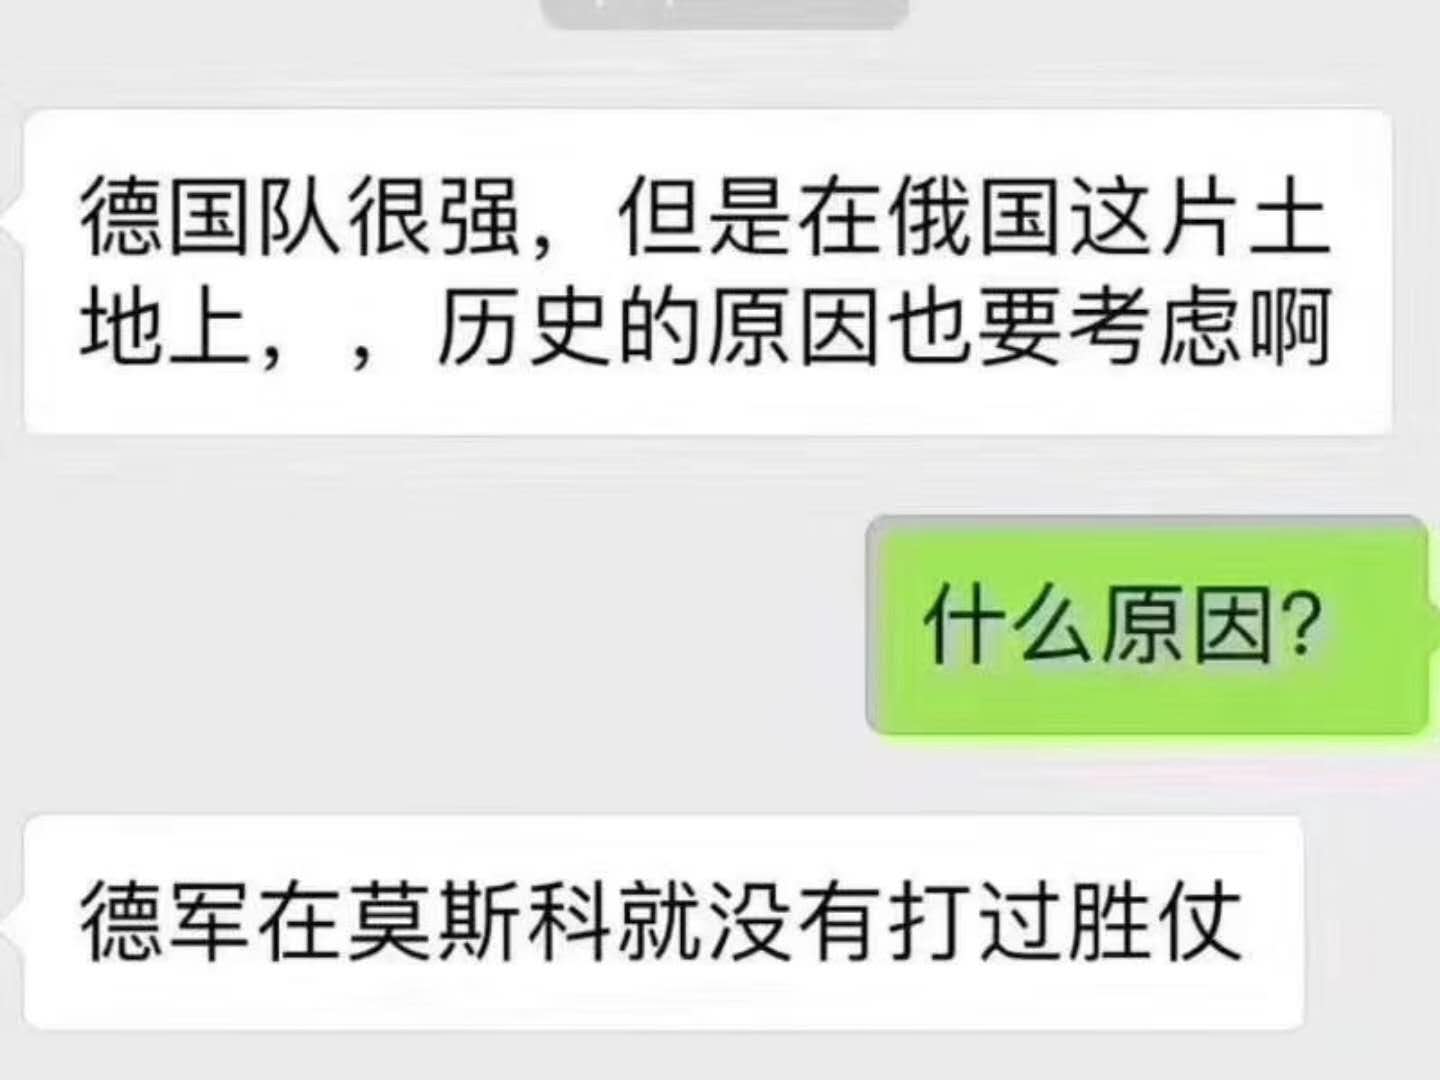 德国队很强，但是在俄国这片土
地上，，历史的原因也要考虑啊
什么原因？
德军在莫斯科就没有打过胜仗